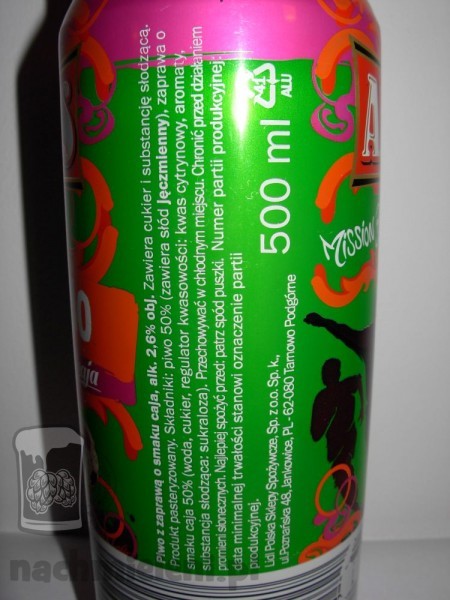 Piwo z zaprawą o smaku caja, alk. 2,6% obj. Zawiera cukier i substancję słodzącą.
Produkt pasteryzowany. Składniki: piwo 50% (zawiera słód jęczmienny), zaprawa o
smaku caja 50% (woda, cukier, regulator kwasowości: kwas cytrynowy, aromaty,
substancja słodząca: sukraloza). Przechowywać w chłodnym miejscu. Chronić przed działaniem
promieni słonecznych. Najlepiej spożyć przed: patrz spód puszki. Numer partii produkcyjnej:
data minimalnej trwałości stanowi oznaczenie partii
produkcyjnej.
Lidl Polska Sklepy Spożywcze, Sp. z o.o. Sp. k.,
ul.Poznańska 48, Jankowice, PL - 62-080 Tarnowo Podgórne
500 ml
41
ALU
MISSION